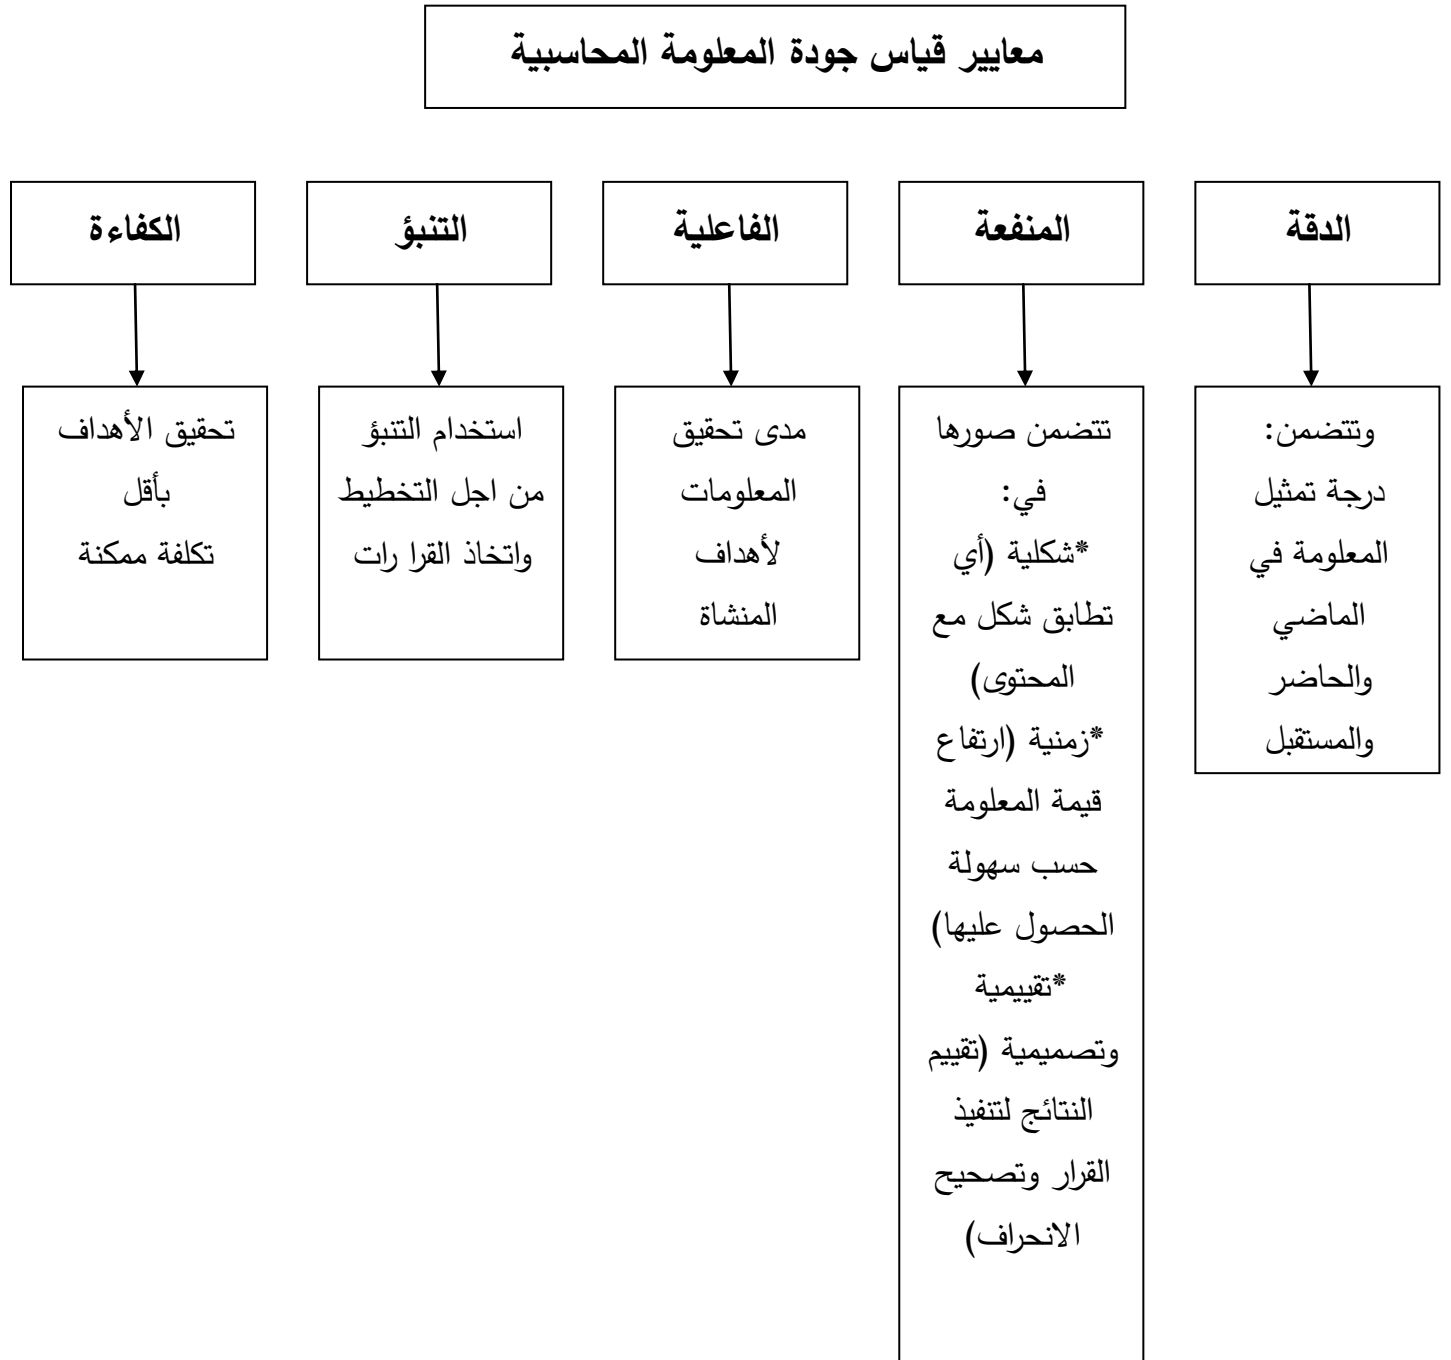 معايير قياس جودة المعلومة المحاسبية
الدقة
المنفعة
الفاعلية
التنبؤ
الكفاءة
وتتضمن:
درجة تمثيل
المعلومة في
الماضي
والحاضر
والمستقبل
تتضمن صورها
في:
*شكلية (أي
تطابق شكل مع
المحتوى)
*زمنية (ارتفاع
قيمة المعلومة
حسب سهولة
الحصول عليها)
*تقييمية
وتصميمية (تقييم
النتائج لتنفيذ
القرار وتصحيح
الانحراف)
مدى تحقيق
المعلومات
لأهداف
المنشاة
استخدام التنبؤ
من اجل التخطيط
واتخاذ القرا رات
تحقيق الأهداف
بأقل
تكلفة ممكنة